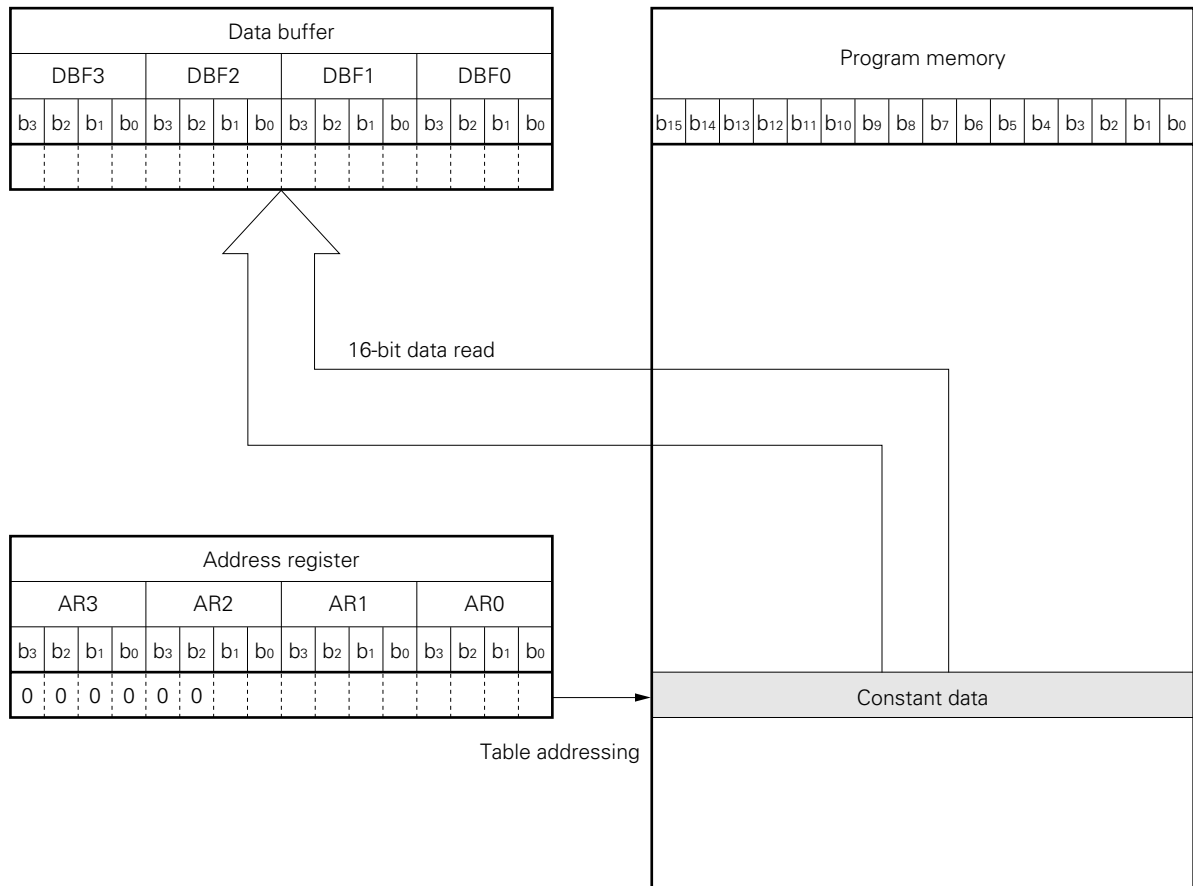 Data buffer
DBF3 DBF2 DBF1 DBF0
b3 b2 b1 b0 b3 b2 b1 b0 b3 b2 b1 b0 b3 b2 b1 b0
Program memory
b15 b14 b13 b12 b11 b10 b9 b8 b7 b6 b5 b4 b3 b2 b1 b0
16-bit data read
Address register
AR3 AR2 AR1 AR0
b3 b2 b1 b0 b3 b2 b1 b0 b3 b2 b1 b0 b3 b2 b1 b0
0 0 0 0 0 0
Constant data
Table addressing